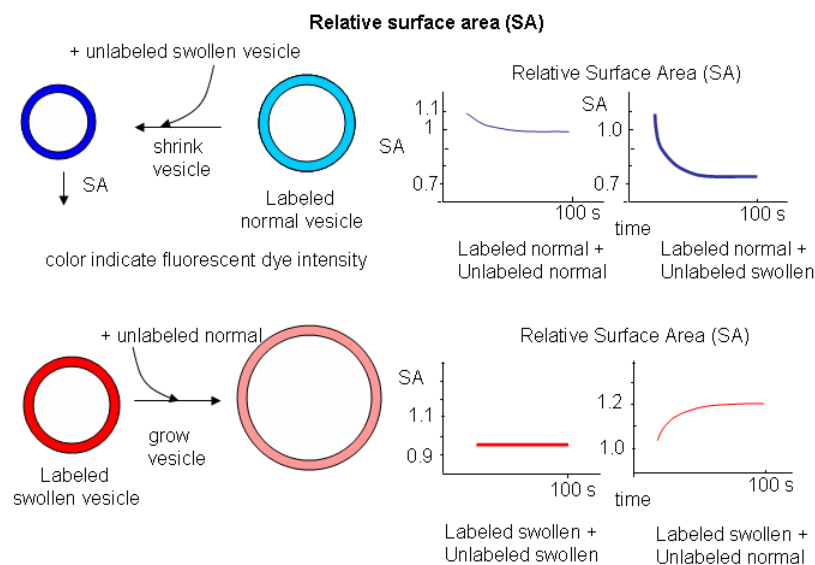 Relative surface area (SA)
+ unlabeled swollen vesicle
shrink
vesicle
SA
Labeled
normal vesicle
color indicate fluorescent dye intensity
Relative Surface Area (SA)
1.1
1
SA
0.7
100 s
Labeled normal +
Unlabeled normal
SA
1.0
0.7
100 s
time
Labeled normal +
Unlabeled swollen
+ unlabeled normal
grow
vesicle
Labeled
swollen vesicle
Relative Surface Area (SA)
SA
1.1
0.9
100 s
Labeled swollen +
Unlabeled swollen
1.2
1.0
100 s
time
Labeled swollen +
Unlabeled normal